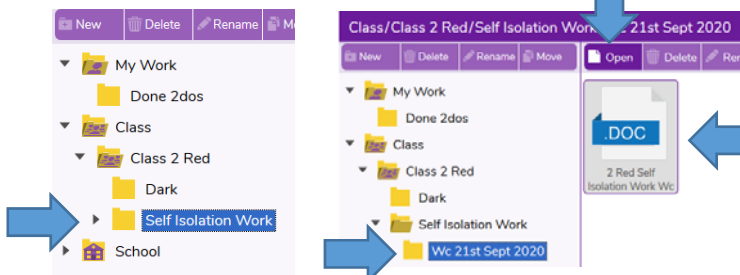 New Delete Rename M
My Work
Done 2dos
Class
Class 2 Red
Dark
Self Isolation Work
School
Class/Class 2 Red/Self Isolation Wor 21st Sept 2020
New Delete Rename Move Open Delete Re
My Work
Done 2dos
Class
Class 2 Red
Dark
Self Isolation Work
Wc 21st Sept 2020
.DOC
2 Red Self
Isolation Work Wc